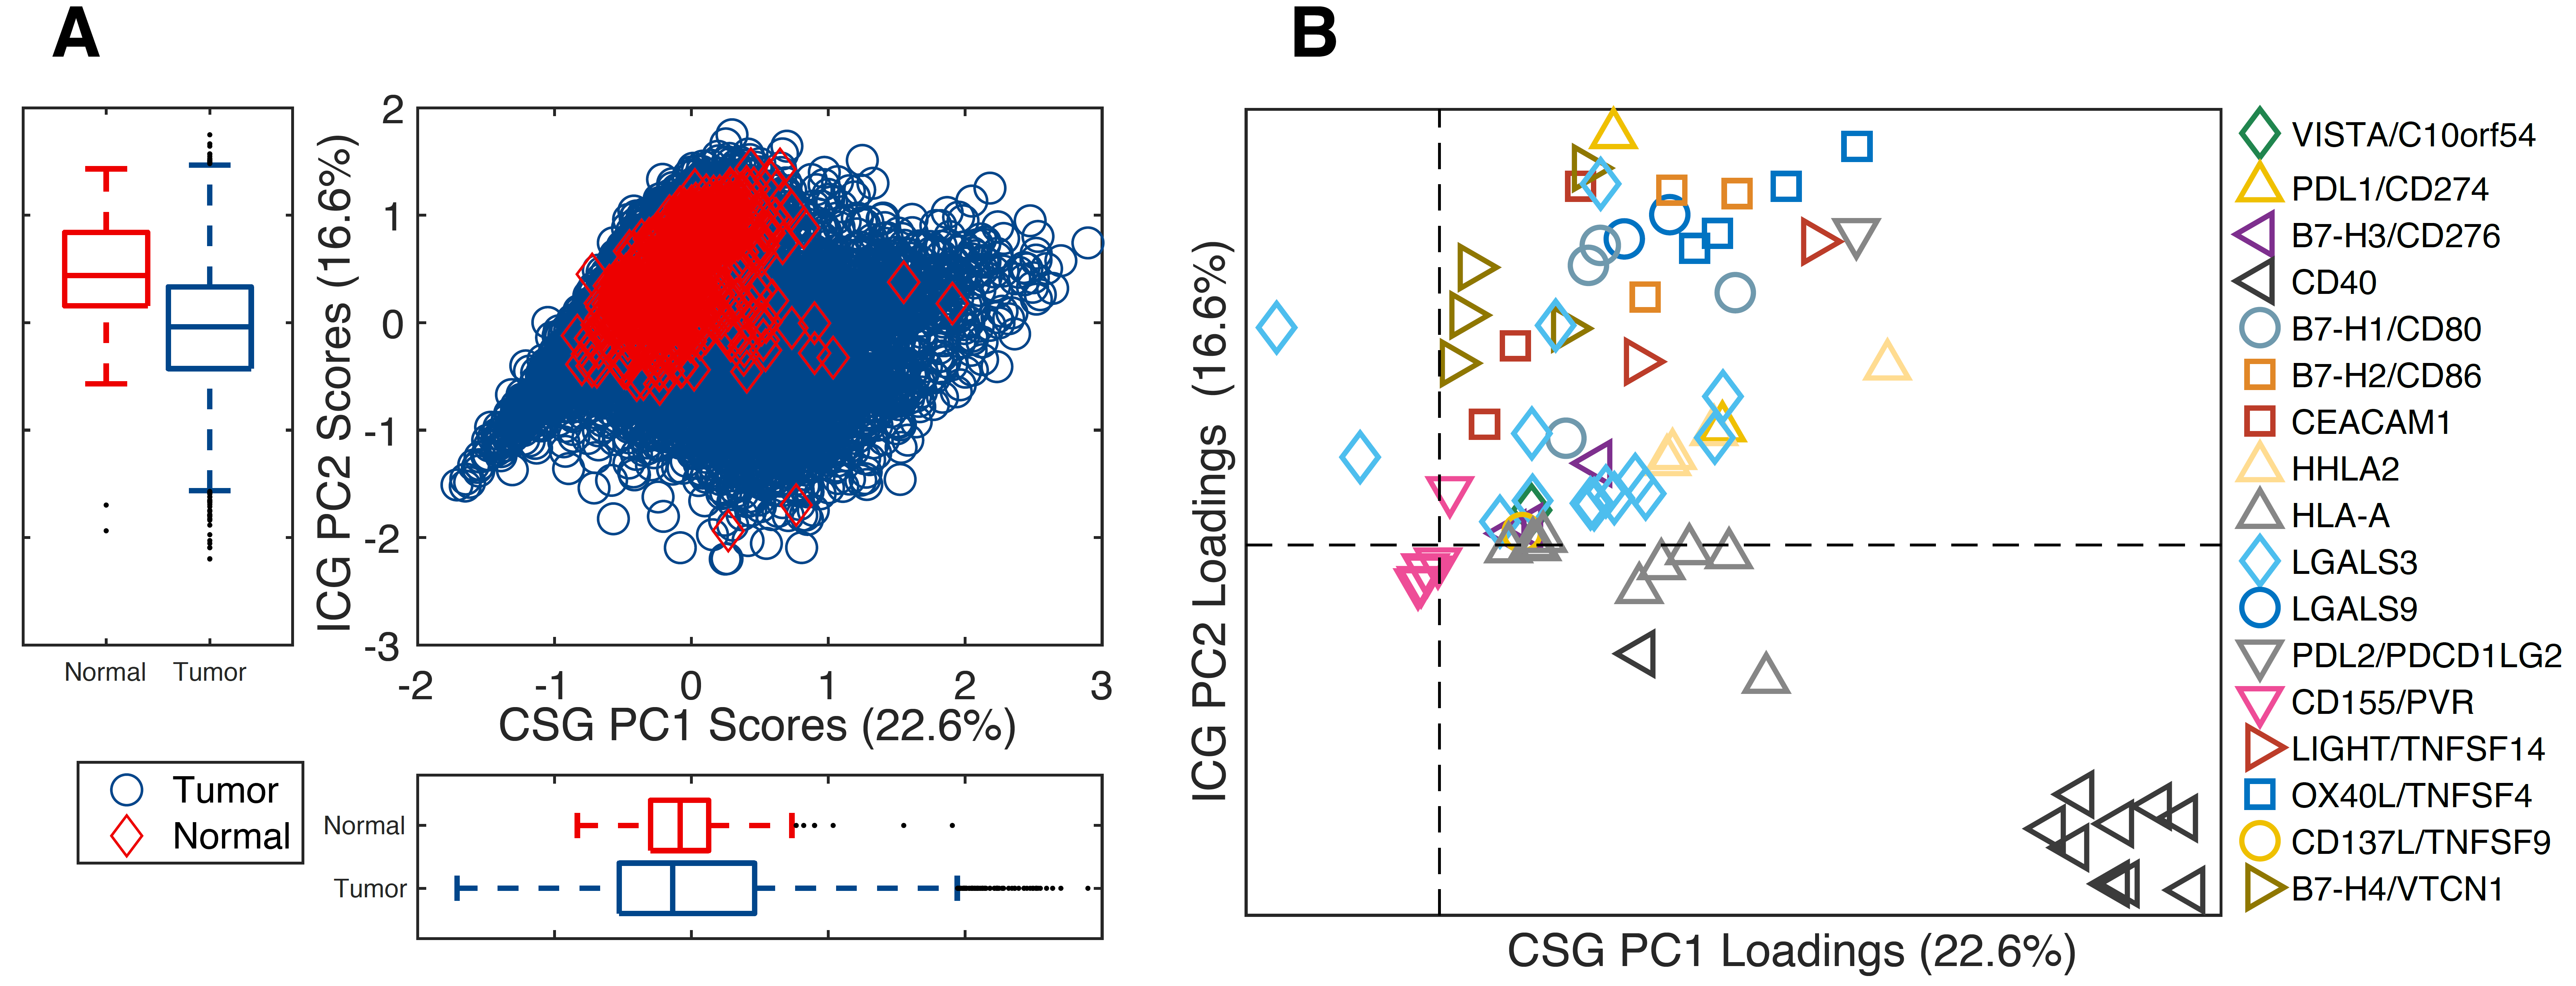 A
B
ICG PC2 Scores (16.6%)
2
1
0
-1
-2
-3
-2
-1
0
1
2
3
CSG PC1 Scores (22.6%)
Normal
Tumor
Tumor
Normal
Normal
Tumor
ICG PC2 Loadings (16.6%)
CSG PC1 Loadings (22.6%)
VISTA/C10orf54
PDL1/CD274
B7-H3/CD276
CD40
B7-H1/CD80
B7-H2/CD86
CEACAM1
HHLA2
HLA-A
LGALS3
LGALS9
PDL2/PDCD1LG2
CD155/PVR
LIGHT/TNFSF14
OX40L/TNFSF4
CD137L/TNFSF9
B7-H4/VTCN1